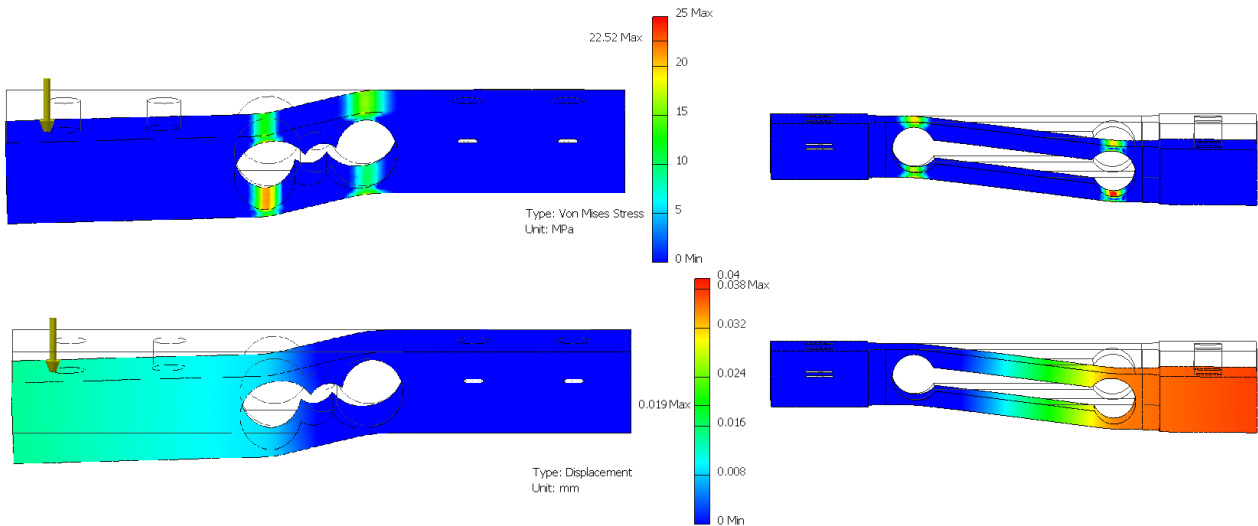 25 Max
22.52 Max
20
15
10
5
Type: Von Mises Stress
Unit: MPa
0 Min
0.04
0.038 Max
0.032
0.024
0.019 Max
0.016
0.008
Type: Displacement
Unit: mm
0 Min